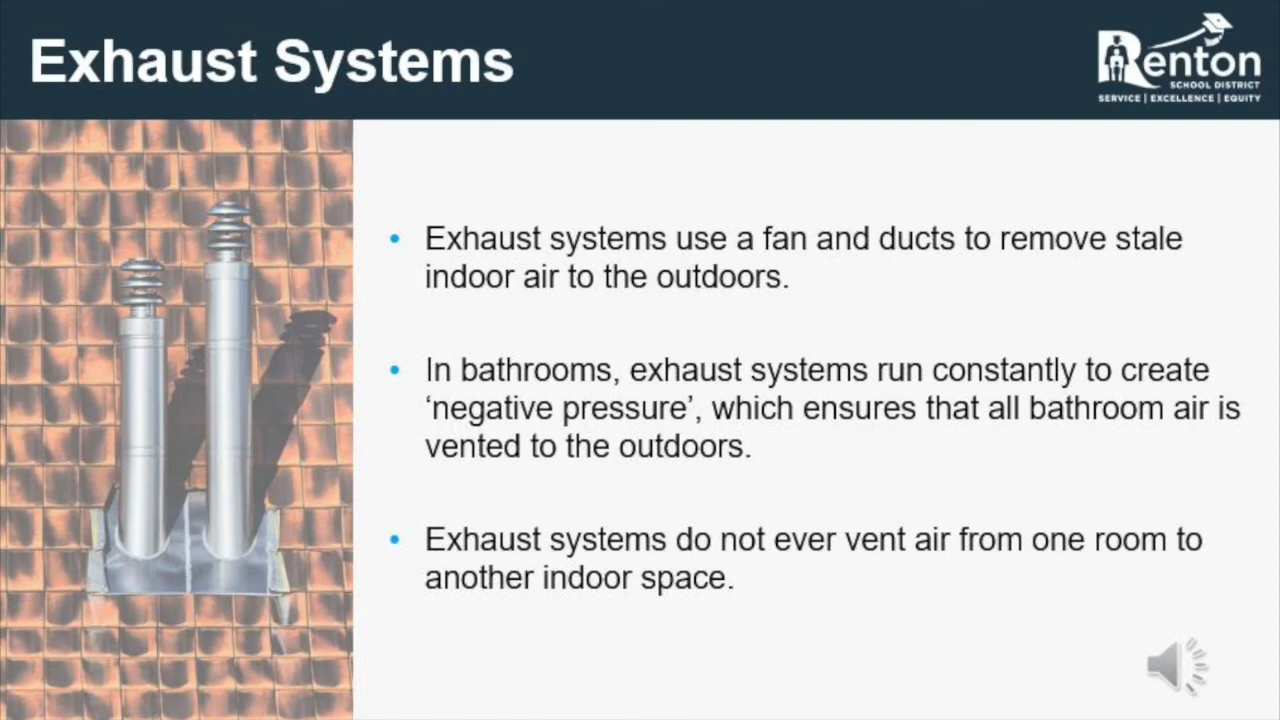 Exhaust Systems
Renton
SCHOOL DISTRICT
SERVICE | EXCELLENCE | EQUITY
• Exhaust systems use a fan and ducts to remove stale
indoor air to the outdoors.
• In bathrooms, exhaust systems run constantly to create
‘negative pressure’, which ensures that all bathroom air is
vented to the outdoors.
• Exhaust systems do not ever vent air from one room to
another indoor space.